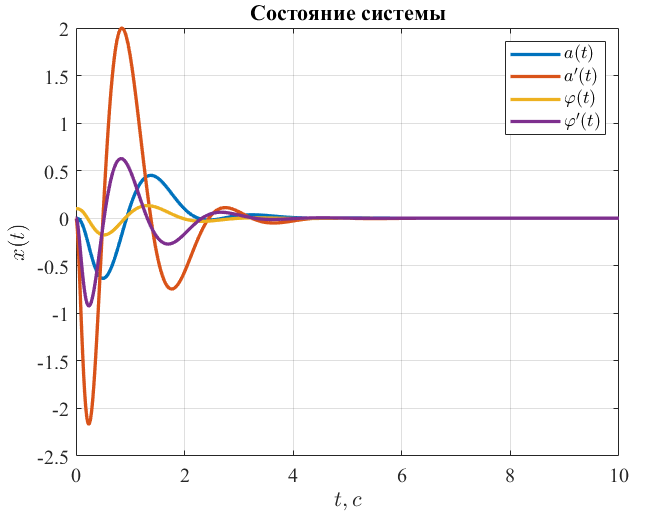 Состояние системы
2
1.5
1
0.5
0
-0.5
-1
-1.5
-2
-2.5
x(t)
a(t)
a′(t)
φ(t)
φ′(t)
0 2 4 6 8 10
t, c